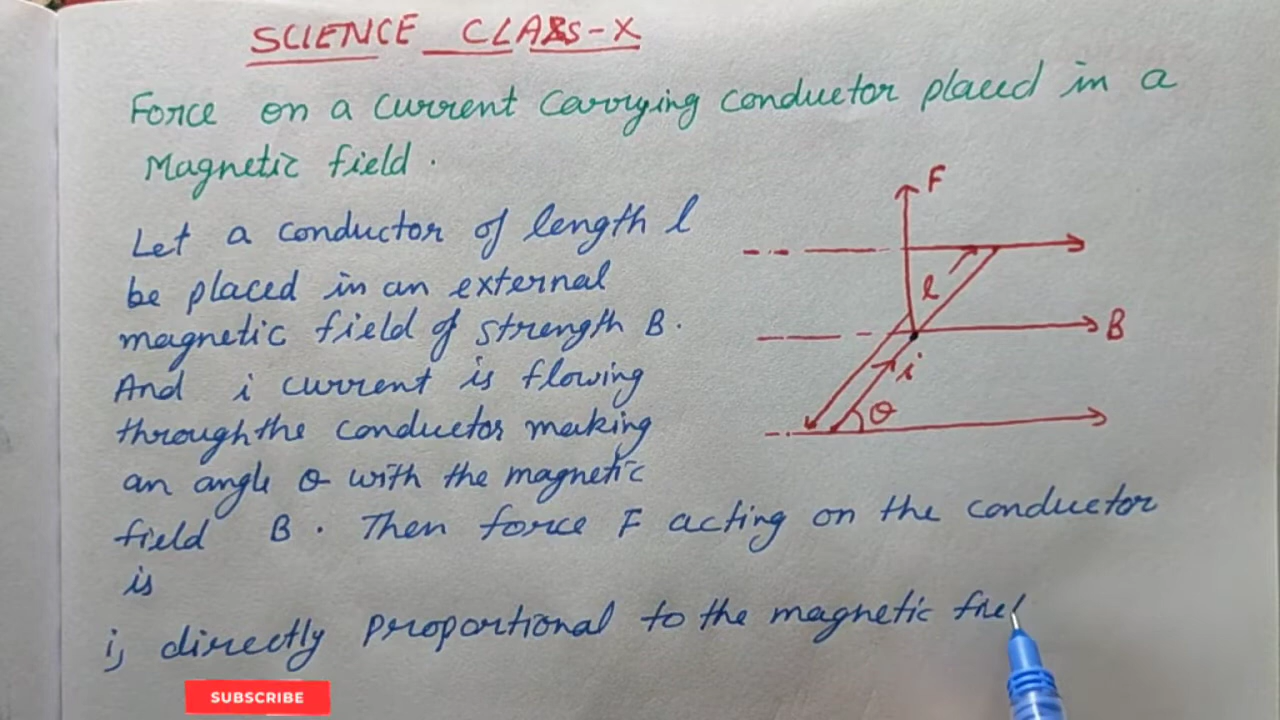 SCIENCE CLASS-X
Force on a current carrying conductor placed in a
Magnetic field.
F
Let a conductor of length l
be placed in an external
l
magnetic field of strength B.
B
And i current is flowing
i
through the conductor making
θ
an angle θ with the magnetic
field B. Then force F acting on the conductor
is
i, directly proportional to the magnetic fiel
SUBSCRIBE